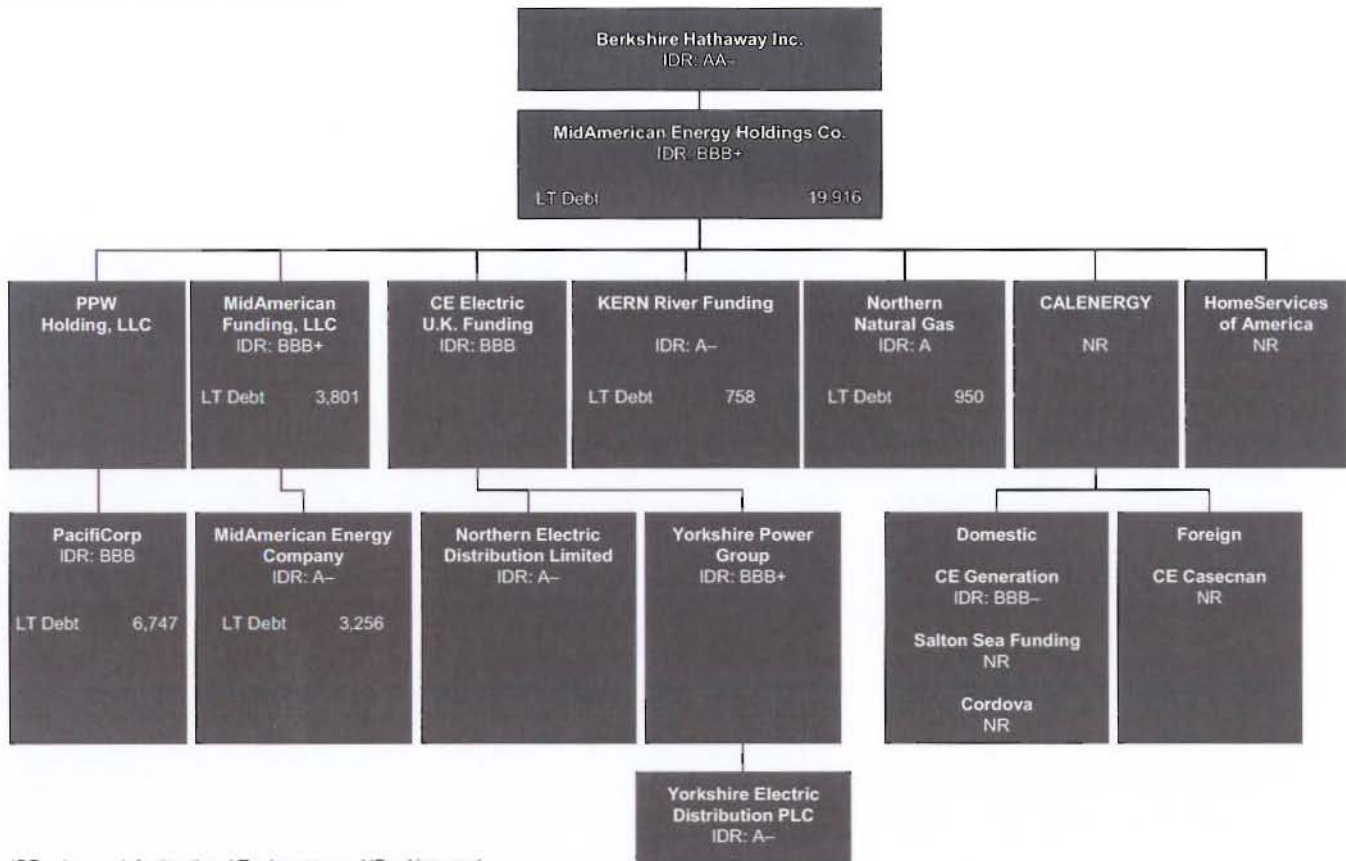 Berkshire Hathaway Inc.
IDR: AA–
MidAmerican Energy Holdings Co.
IDR: BBB+
LT Debt 19,916
PPW
Holding, LLC
MidAmerican
Funding, LLC
IDR: BBB+
LT Debt 3,801
CE Electric
U.K. Funding
IDR: BBB
KERN River Funding
IDR: A–
LT Debt 758
Northern
Natural Gas
IDR: A
LT Debt 950
CALENERGY
NR
HomeServices
of America
NR
PacifiCorp
IDR: BBB
LT Debt 6,747
MidAmerican Energy
Company
IDR: A–
LT Debt 3,256
Northern Electric
Distribution Limited
IDR: A–
Yorkshire Power
Group
IDR: BBB+
Domestic
CE Generation
IDR: BBB–
Salton Sea Funding
NR
Cordova
NR
Foreign
CE Casecnan
NR
Yorkshire Electric
Distribution PLC
IDR: A–